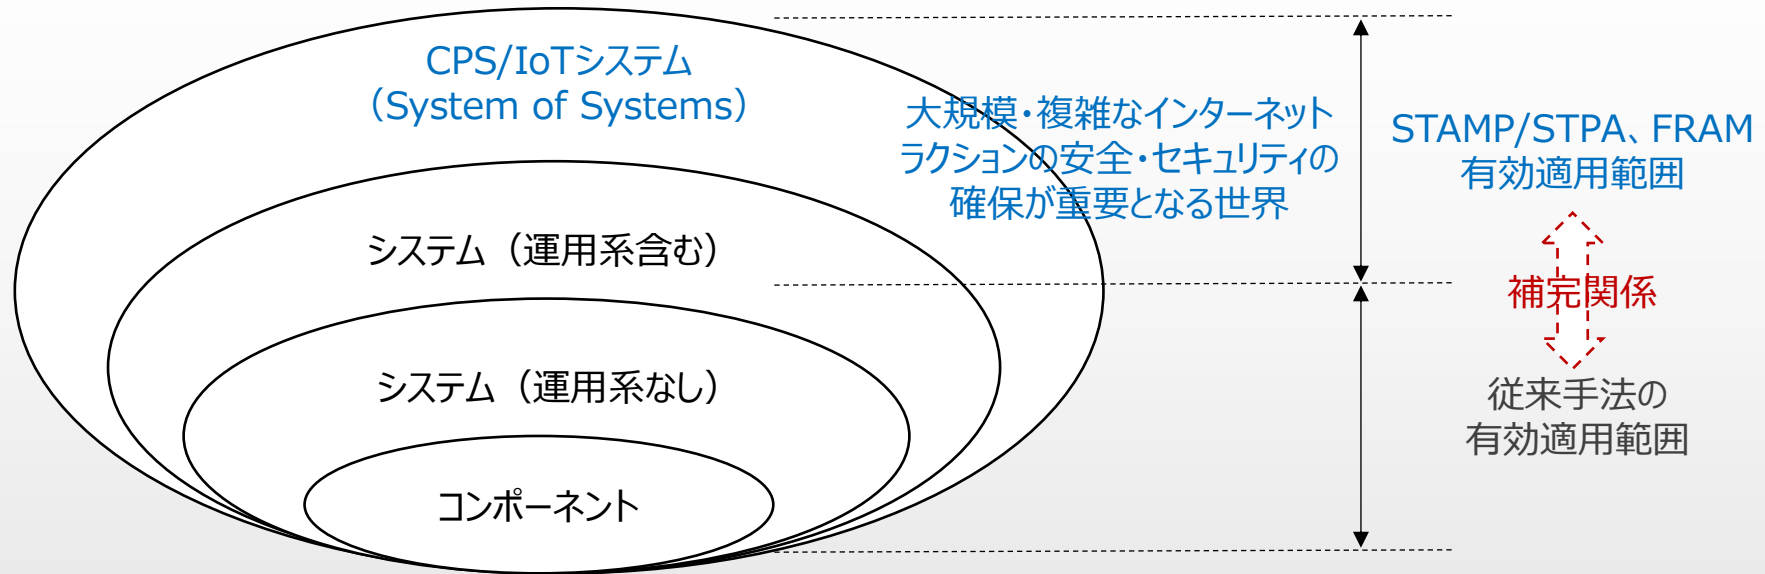 CPS/IoTシステム
（System of Systems）
大規模・複雑なインターネット
ラクションの安全・セキュリティの
確保が重要となる世界
STAMP/STPA、FRAM
有効適用範囲
システム（運用系含む）
補完関係
システム（運用系なし）
従来手法の
有効適用範囲
コンポーネント